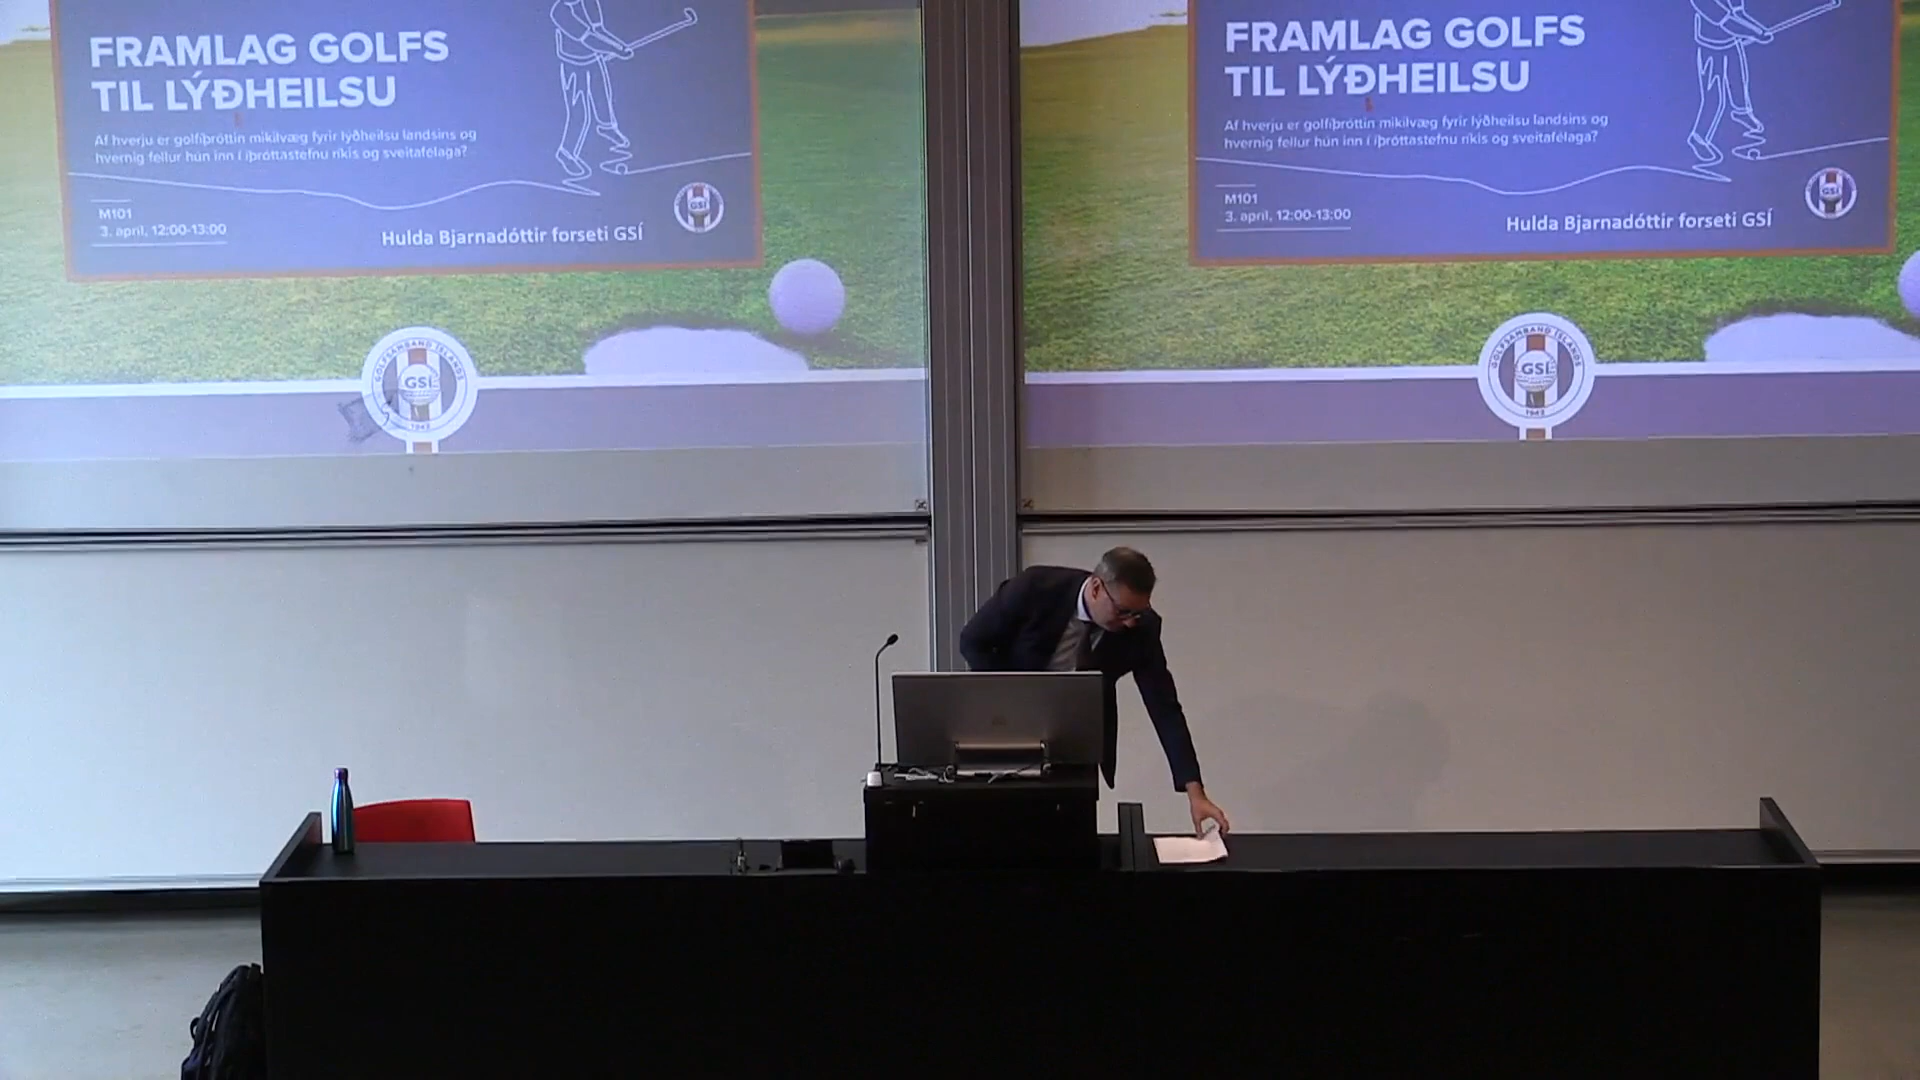 FRAMLAG GOLFS
TIL LÝÐHEILSU
Af hverju er golfíþróttin mikilvæg fyrir lýðheilsu landsins og
hvernig fellur hún inn í íþróttastefnu ríkis og sveitafélaga?
M101
3. apríl, 12:00-13:00
Hulda Bjarnadóttir forseti GSÍ
GSÍ
GOLFSAMBAND ÍSLANDS
GSÍ
1942
FRAMLAG GOLFS
TIL LÝÐHEILSU
Af hverju er golfíþróttin mikilvæg fyrir lýðheilsu landsins og
hvernig fellur hún inn í íþróttastefnu ríkis og sveitafélaga?
M101
3. apríl, 12:00-13:00
Hulda Bjarnadóttir forseti GSÍ
GSÍ
GOLFSAMBAND ÍSLANDS
GSÍ
1942